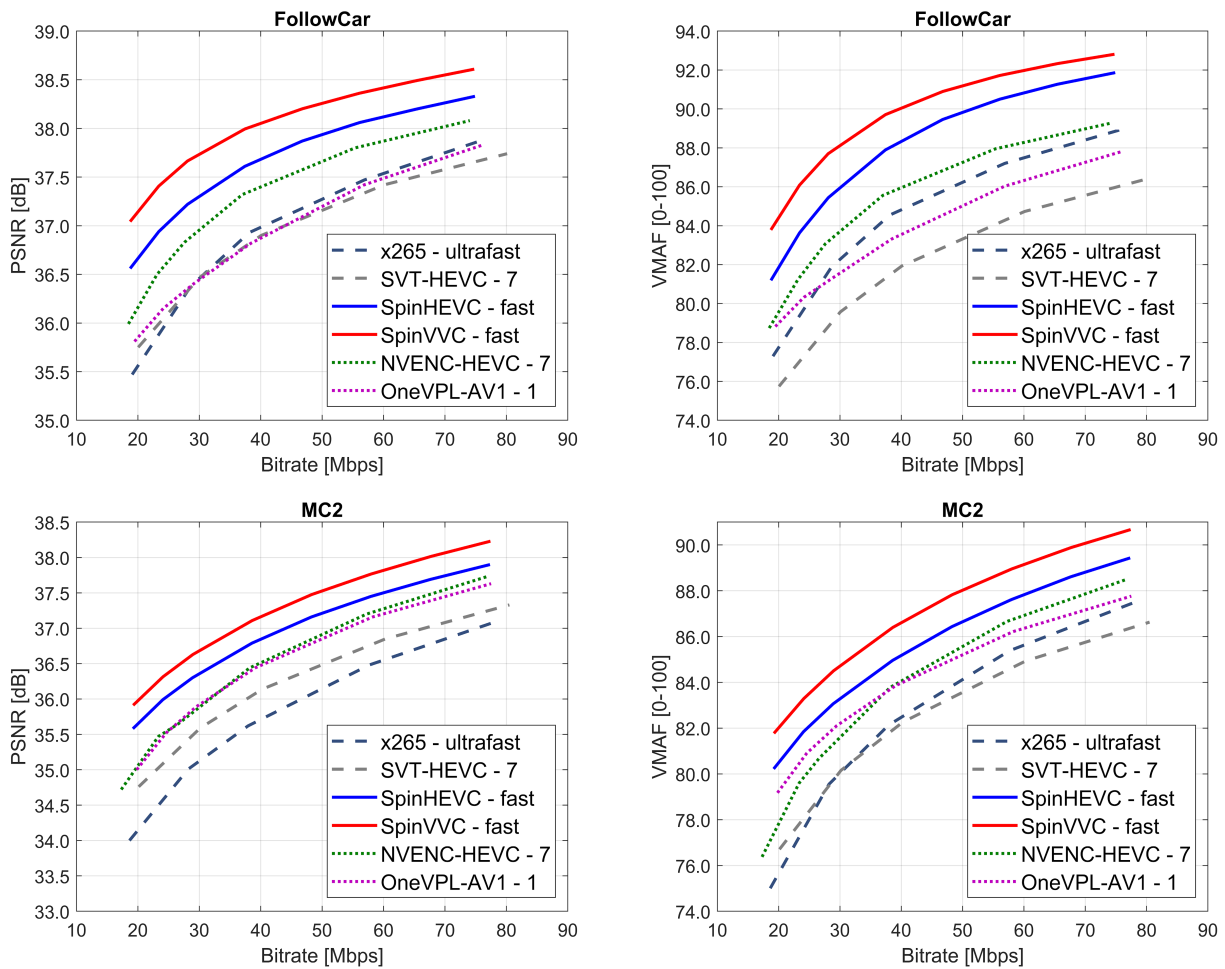 FollowCar
39.0
38.5
38.0
37.5
37.0
36.5
36.0
35.5
35.0
PSNR [dB]
10 20 30 40 50 60 70 80 90
Bitrate [Mbps]
x265 - ultrafast
SVT-HEVC - 7
SpinHEVC - fast
SpinVVC - fast
NVENC-HEVC - 7
OneVPL-AV1 - 1
FollowCar
94.0
92.0
90.0
88.0
86.0
84.0
82.0
80.0
78.0
76.0
74.0
VMAF [0-100]
10 20 30 40 50 60 70 80 90
Bitrate [Mbps]
x265 - ultrafast
SVT-HEVC - 7
SpinHEVC - fast
SpinVVC - fast
NVENC-HEVC - 7
OneVPL-AV1 - 1
MC2
38.5
38.0
37.5
37.0
36.5
36.0
35.5
35.0
34.5
34.0
33.5
33.0
PSNR [dB]
10 20 30 40 50 60 70 80 90
Bitrate [Mbps]
x265 - ultrafast
SVT-HEVC - 7
SpinHEVC - fast
SpinVVC - fast
NVENC-HEVC - 7
OneVPL-AV1 - 1
MC2
90.0
88.0
86.0
84.0
82.0
80.0
78.0
76.0
74.0
VMAF [0-100]
10 20 30 40 50 60 70 80 90
Bitrate [Mbps]
x265 - ultrafast
SVT-HEVC - 7
SpinHEVC - fast
SpinVVC - fast
NVENC-HEVC - 7
OneVPL-AV1 - 1